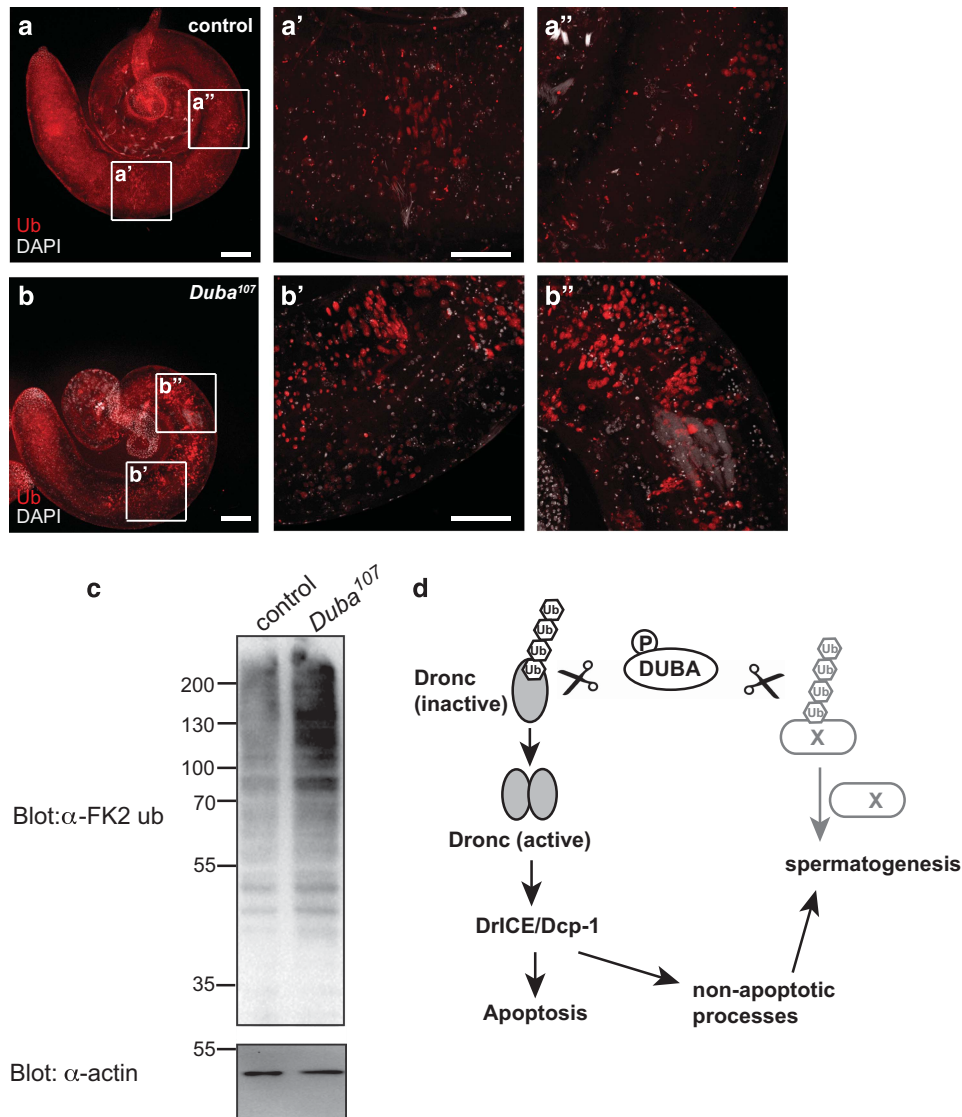 a
control
a'
a"
a"
a'
Ub
DAPI
b
Duba107
b'
b"
b"
b'
Ub
DAPI
c
control
Duba107
200
130
100
70
55
35
Blot:α-FK2 ub
55
Blot: α-actin
d
Ub
Ub
Ub
Ub
Dronc
(inactive)
P
DUBA
Ub
Ub
Ub
Ub
X
X
Dronc (active)
spermatogenesis
DrICE/Dcp-1
Apoptosis
non-apoptotic
processes